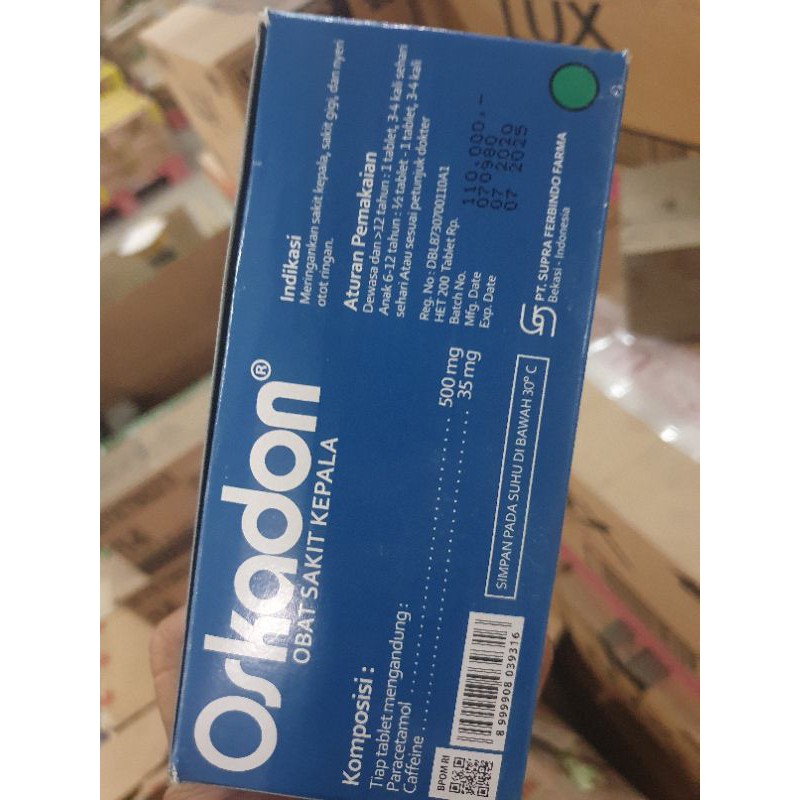 LUX
Oskadon®
OBAT SAKIT KEPALA
Komposisi :
Tiap tablet mengandung :
Paracetamol ........................ 500 mg
Caffeine ........................ 35 mg
BPOM RI
8 999908 039316
SIMPAN PADA SUHU DI BAWAH 30° C
Indikasi
Meringankan sakit kepala, sakit gigi, dan nyeri
otot ringan.
Aturan Pemakaian
Dewasa dan >12 tahun : 1 tablet, 3-4 kali sehari
Anak 6-12 tahun : ½ tablet - 1 tablet, 3-4 kali
sehari Atau sesuai petunjuk dokter
Reg. No : DBL8730700110A1
HET 200 Tablet Rp. 110.000,-
Batch No. 070980
Mfg. Date 07 2020
Exp. Date 07 2025
PT. SUPRA FERBINDO FARMA
Bekasi - Indonesia